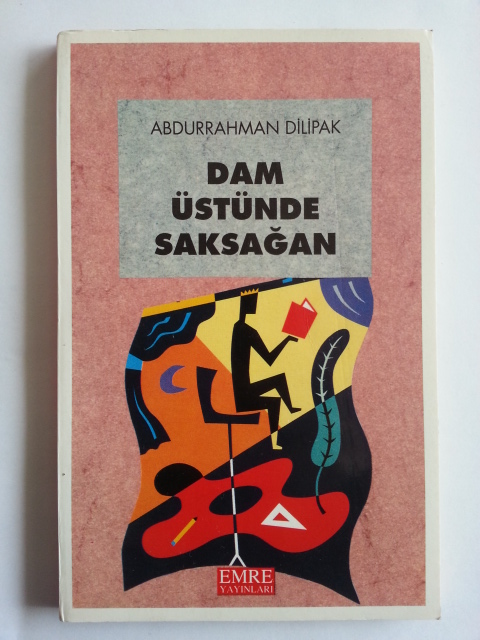 ABDURRAHMAN DİLİPAK
DAM
ÜSTÜNDE
SAKSAĞAN
EMRE
YAYINLARI